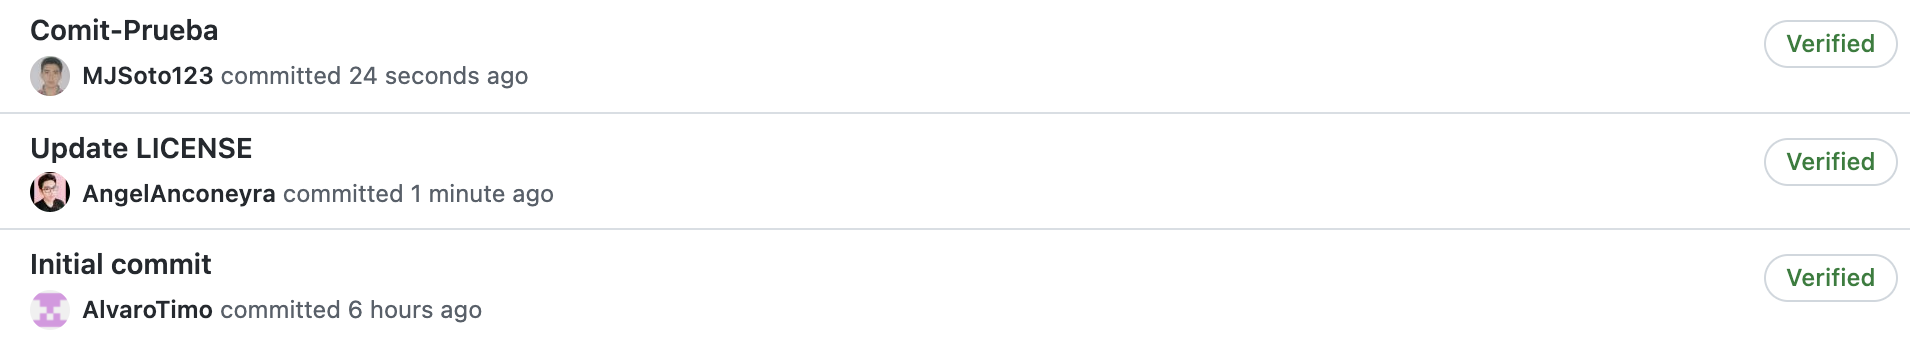 Comit-Prueba
Verified
MJSoto123 committed 24 seconds ago
Update LICENSE
Verified
AngelAnconeyra committed 1 minute ago
Initial commit
Verified
AlvaroTimo committed 6 hours ago